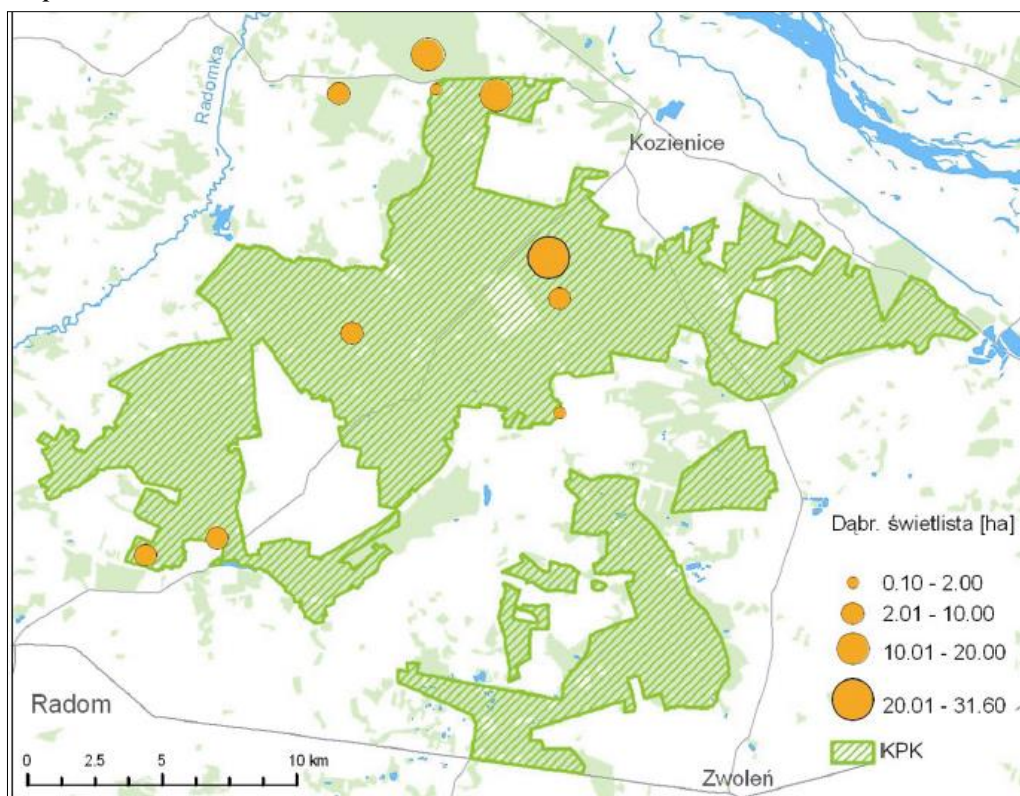 Radomka
Kozienice
Dąbr. świetlista [ha]
0.10 - 2.00
2.01 - 10.00
10.01 - 20.00
20.01 - 31.60
KPK
Radom
Zwoleń
0 2.5 5 10 km